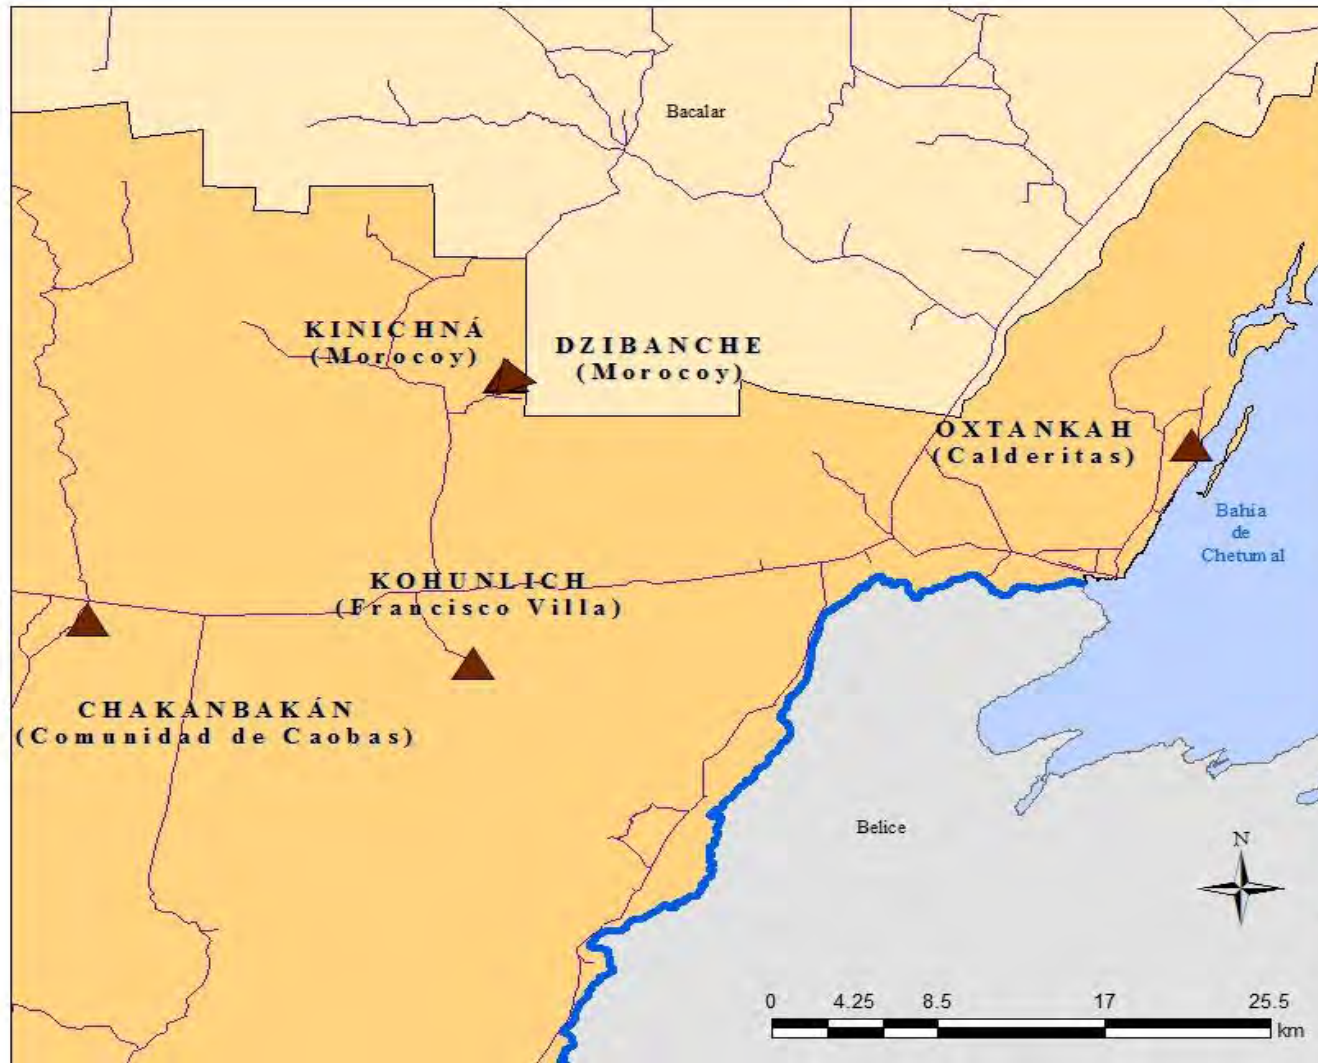 Bacalar
KINICHNÁ
(Morocoy)
DZIBANCHE
(Morocoy)
OXTANKAH
(Calderitas)
Bahía
de
Chetumal
KOHUNLICH
(Francisco Villa)
CHAKANBAKÁN
(Comunidad de Caobas)
Belice
N
0 4.25 8.5 17 25.5
km